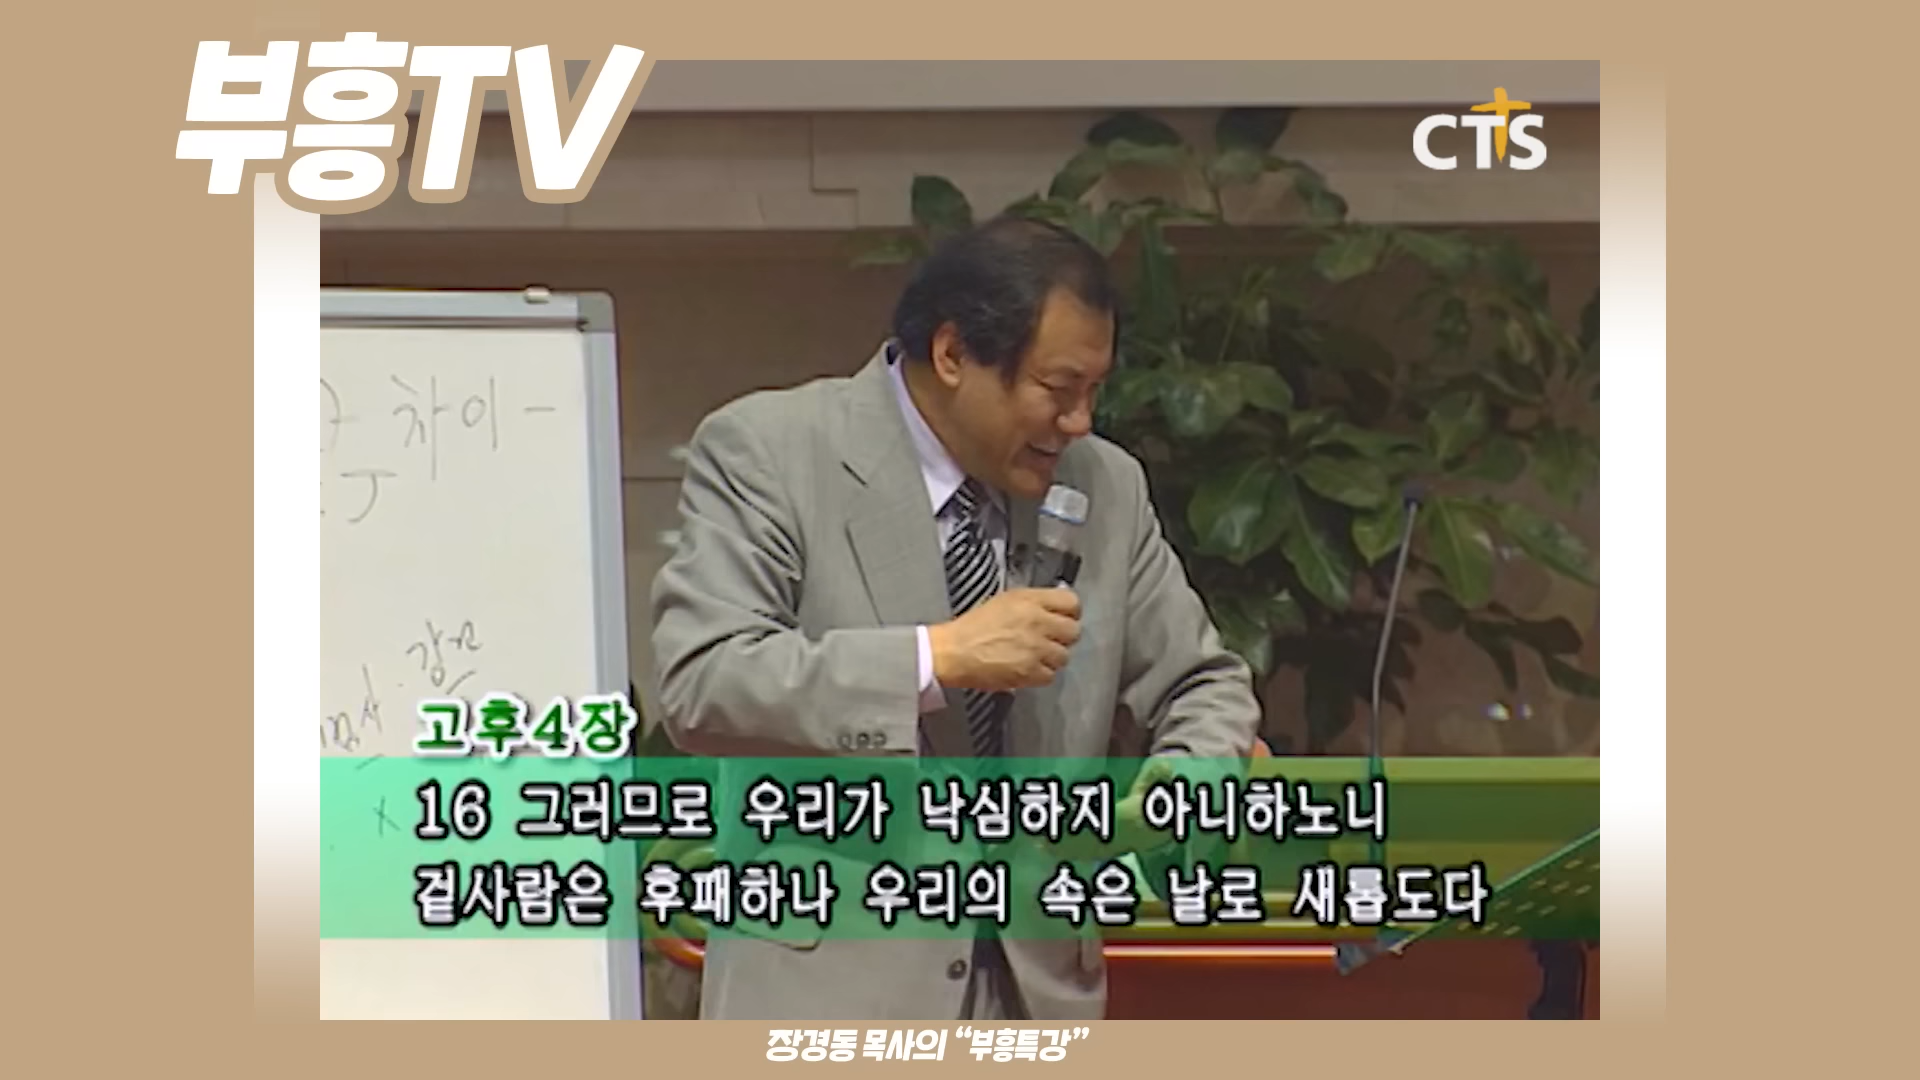 부흥TV
CTS
차이 -
고후4장
16 그러므로 우리가 낙심하지 아니하노니
겉사람은 후패하나 우리의 속은 날로 새롭도다
장경동 목사의 “부흥특강”